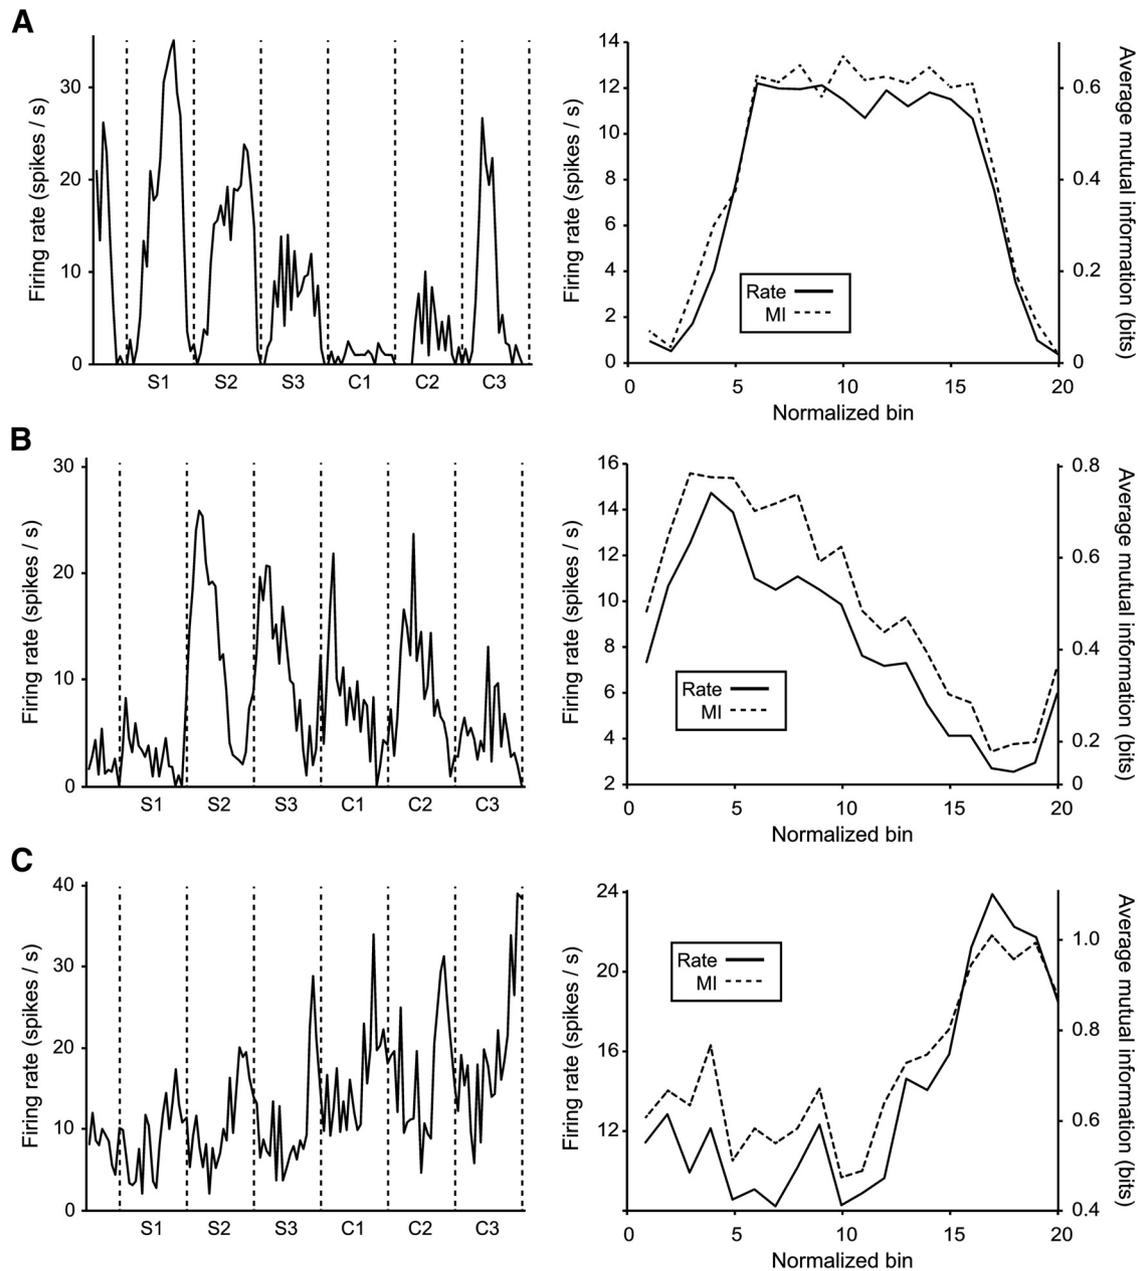 A
Firing rate (spikes / s)
30
20
10
0
S1 S2 S3 C1 C2 C3
Firing rate (spikes / s)
14
12
10
8
6
4
2
0
Rate
MI
0 5 10 15 20
Normalized bin
0.6
0.4
0.2
0
Average mutual information (bits)
B
Firing rate (spikes / s)
30
20
10
0
S1 S2 S3 C1 C2 C3
Firing rate (spikes / s)
16
14
12
10
8
6
4
2
Rate
MI
0 5 10 15 20
Normalized bin
0.8
0.6
0.4
0.2
0
Average mutual information (bits)
C
Firing rate (spikes / s)
40
30
20
10
0
S1 S2 S3 C1 C2 C3
Firing rate (spikes / s)
24
20
16
12
Rate
MI
0 5 10 15 20
Normalized bin
1.0
0.8
0.6
0.4
Average mutual information (bits)